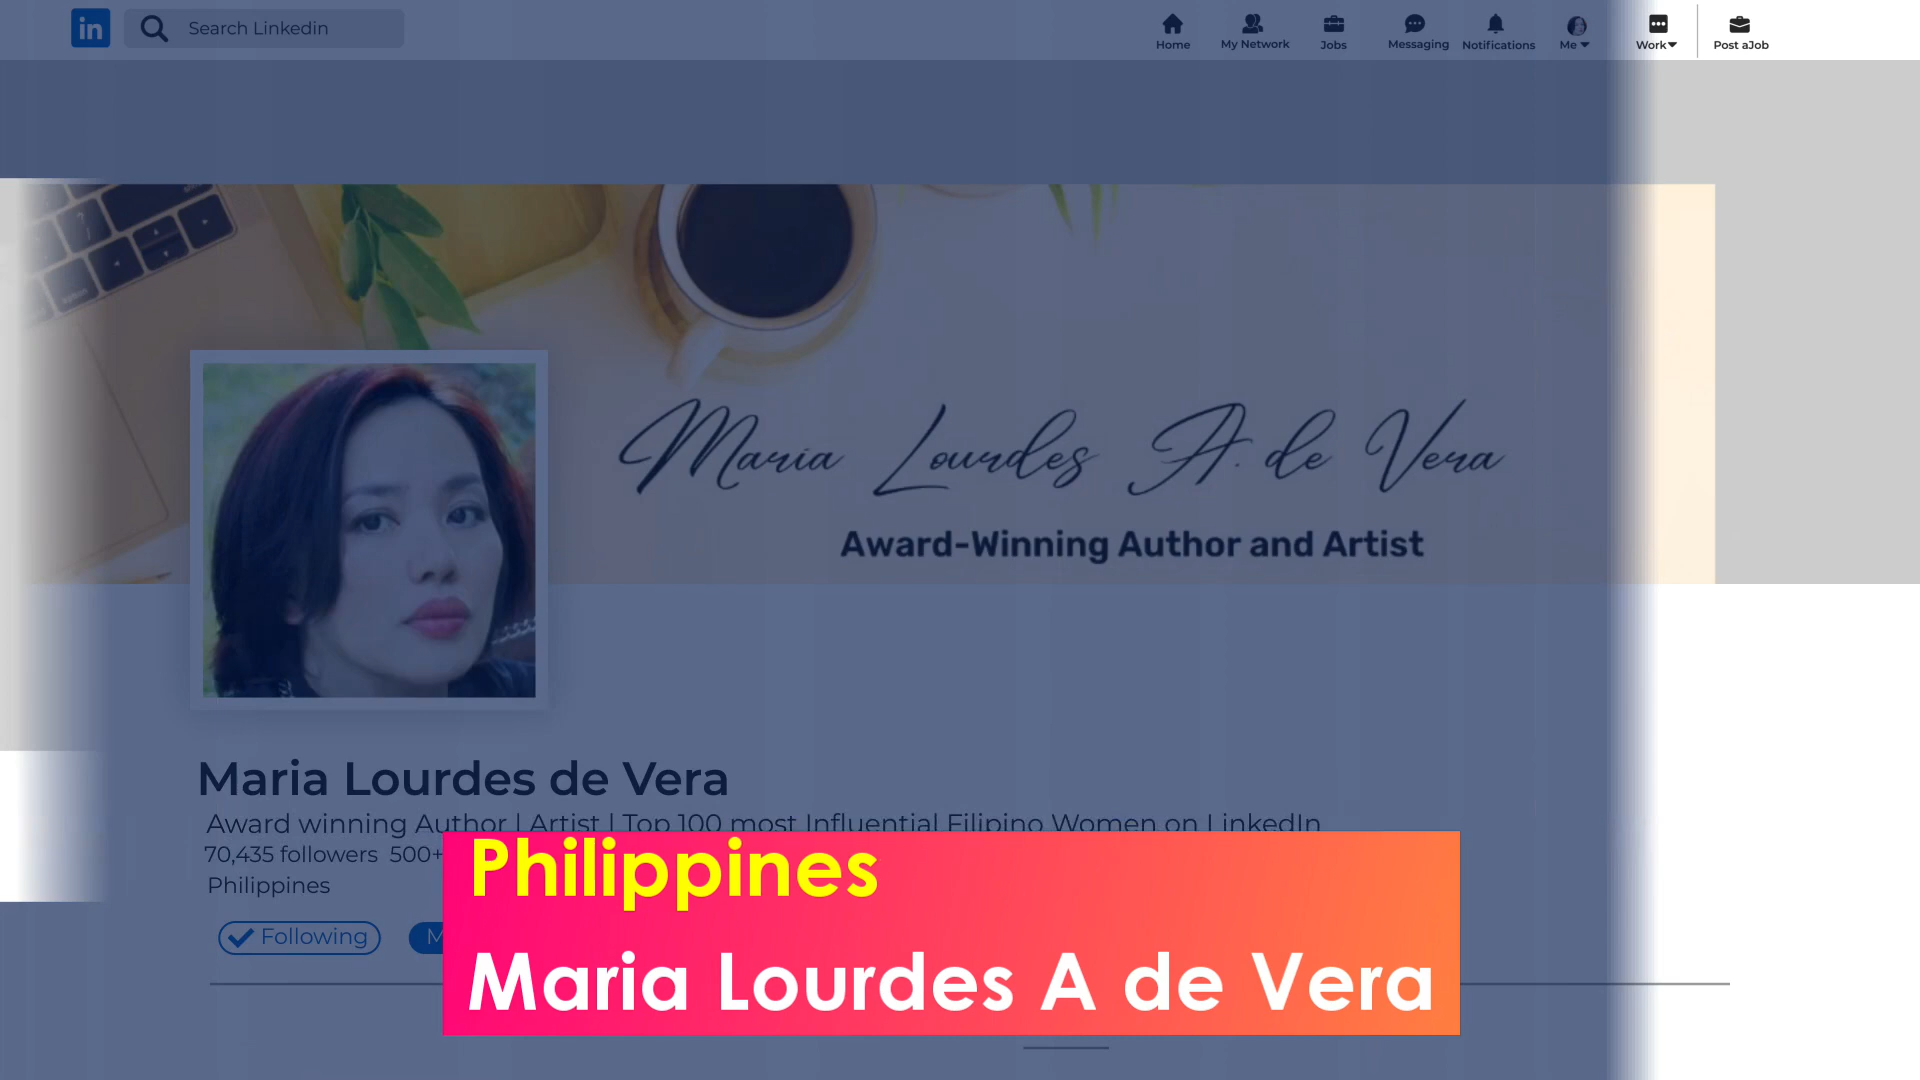 in
Search Linkedin
Home
My Network
Jobs
Messaging
Notifications
Me
Work
Post aJob
Maria Lourdes A. de Vera
Award-Winning Author and Artist
Maria Lourdes de Vera
Award winning Author | Artist | Top 100 most Influential Filipino Women on LinkedIn
70,435 followers 500+
Philippines
Following
M
Philippines
Maria Lourdes A de Vera